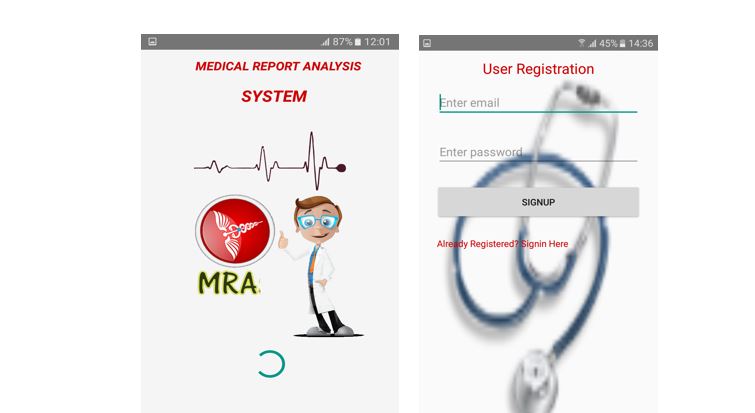 87% 12:01
MEDICAL REPORT ANALYSIS
SYSTEM
MRAS
45% 14:36
User Registration
Enter email
Enter password
SIGNUP
Already Registered? Signin Here